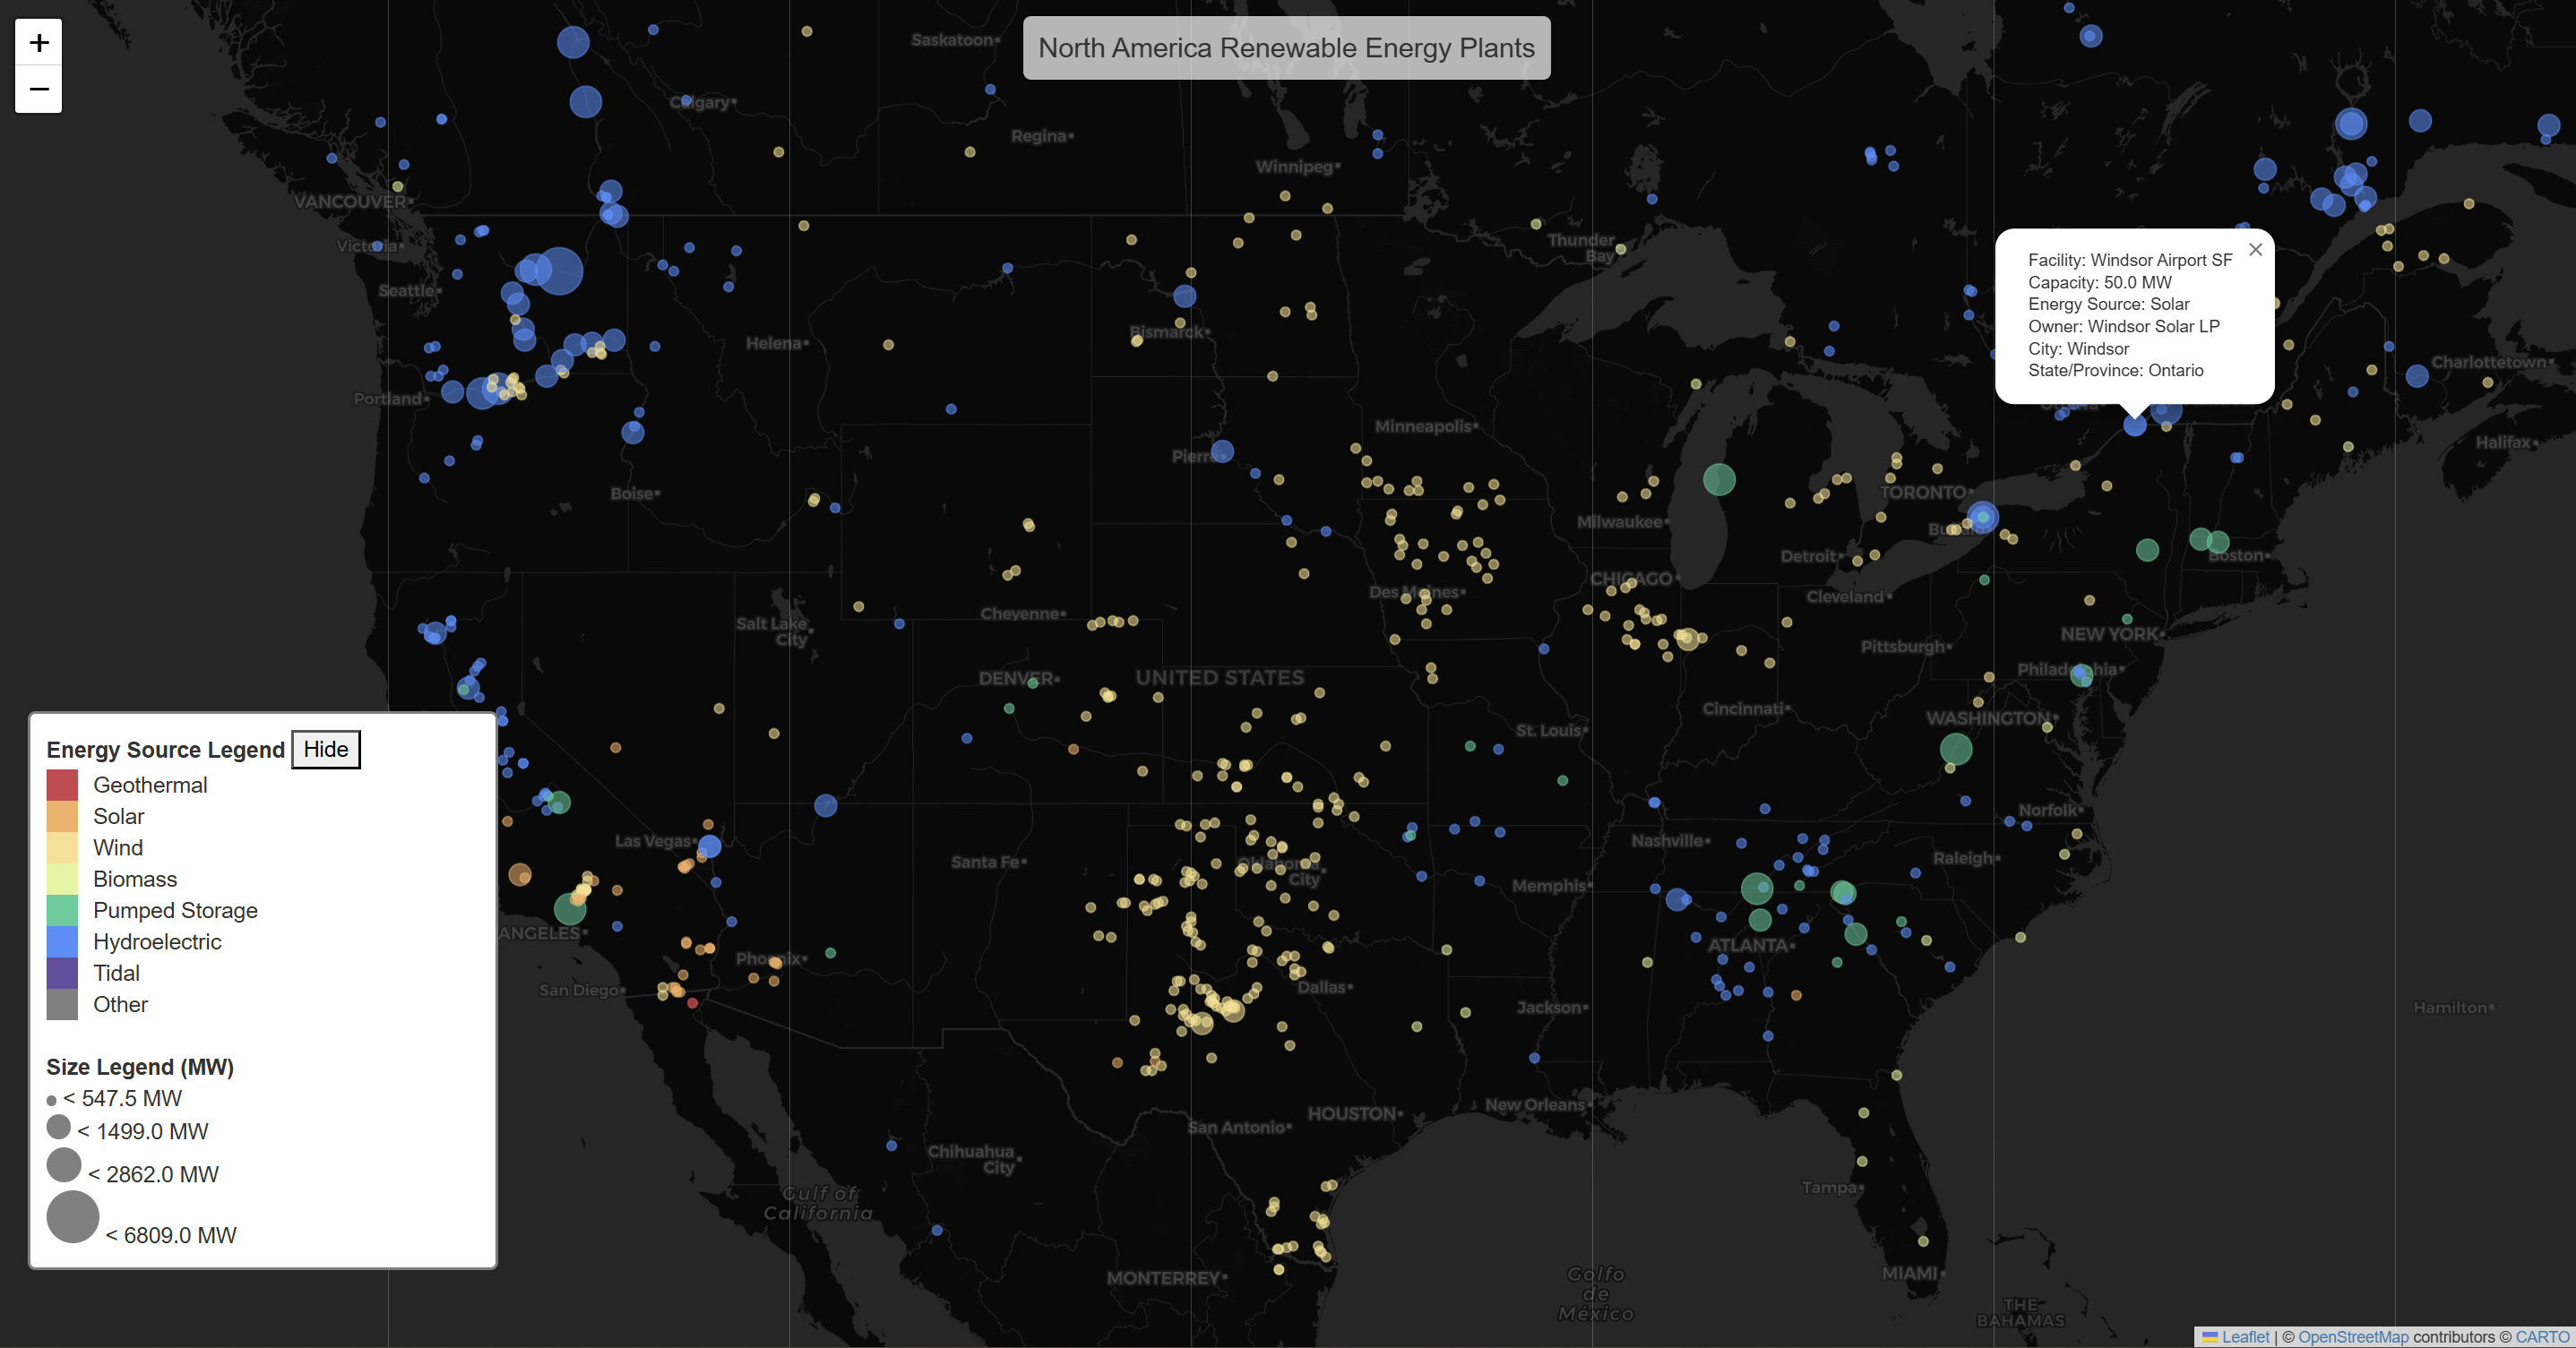 +
−
North America Renewable Energy Plants
Saskatoon
Calgary
Regina
Winnipeg
VANCOUVER
Victoria
Thunder
Bay
Seattle
Helena
Bismarck
Portland
Facility: Windsor Airport SF
×
Capacity: 50.0 MW
Energy Source: Solar
Owner: Windsor Solar LP
City: Windsor
State/Province: Ontario
Charlottetown
Ottawa
Minneapolis
Halifax
Pierre
Boise
TORONTO
Milwaukee
Buffalo
Detroit
Boston
CHICAGO
Des Moines
Cleveland
Cheyenne
Salt Lake
City
NEW YORK
Pittsburgh
Philadelphia
DENVER
UNITED STATES
Cincinnati
WASHINGTON
St. Louis
Energy Source Legend
Hide
Geothermal
Solar
Wind
Biomass
Pumped Storage
Hydroelectric
Tidal
Other
Size Legend (MW)
< 547.5 MW
< 1499.0 MW
< 2862.0 MW
< 6809.0 MW
Norfolk
Las Vegas
Nashville
Santa Fe
Oklahoma
City
Raleigh
Memphis
ANGELES
ATLANTA
Phoenix
San Diego
Dallas
Jackson
Hamilton
New Orleans
HOUSTON
San Antonio
Chihuahua
City
Gulf of
California
Tampa
MONTERREY
Golfo
de
México
MIAMI
THE
BAHAMAS
Leaflet | © OpenStreetMap contributors © CARTO